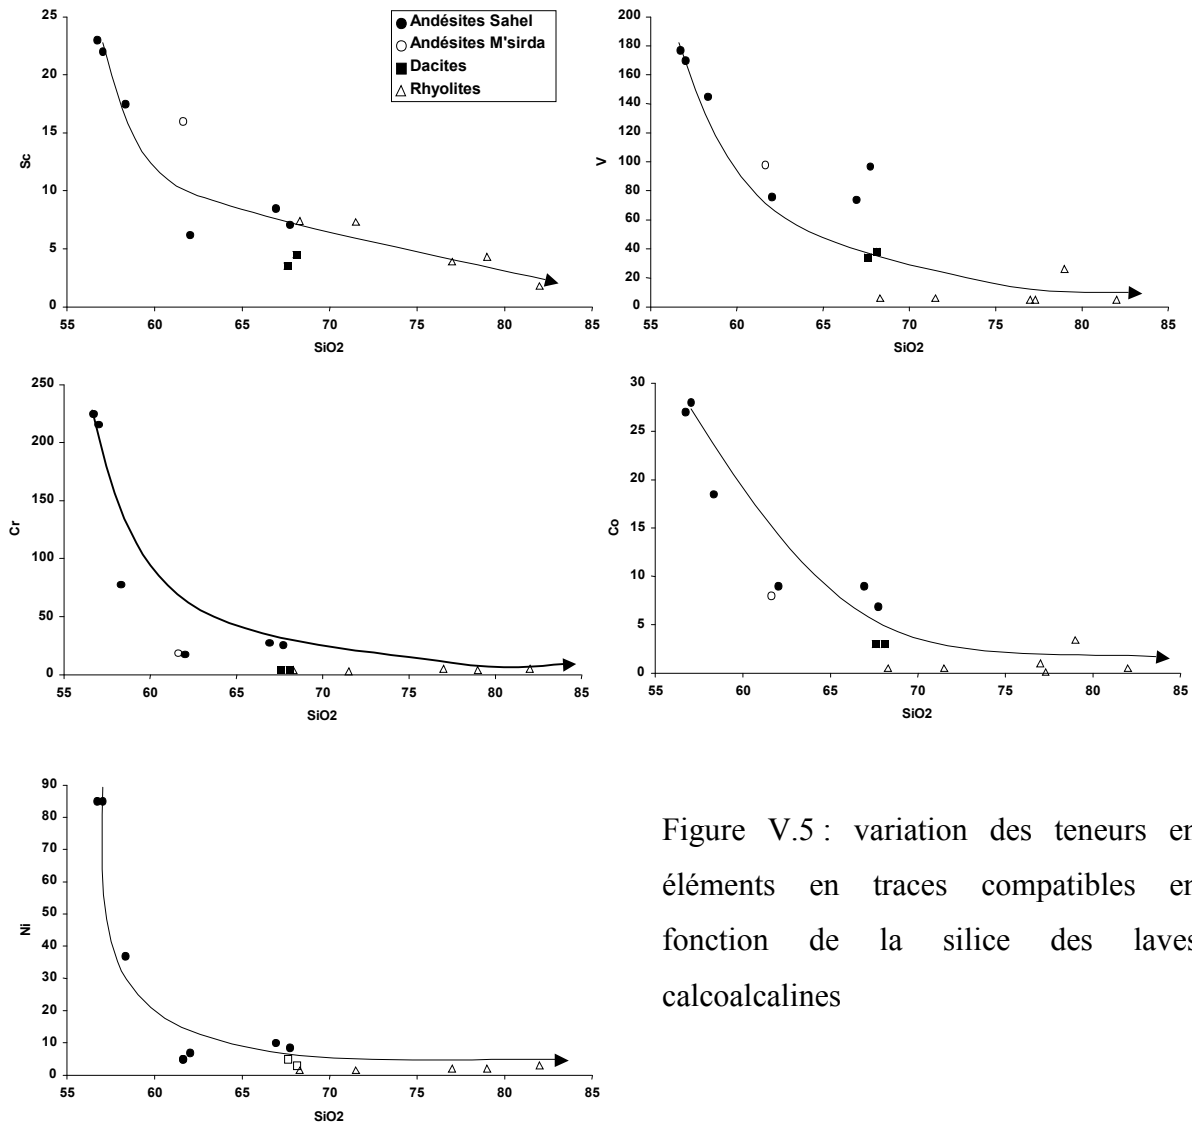 25
20
15
10
5
0
Sc
55 60 65 70 75 80 85
SiO2
Andésites Sahel
Andésites M'sirda
Dacites
Rhyolites
200
180
160
140
120
100
80
60
40
20
0
V
55 60 65 70 75 80 85
SiO2
250
200
150
100
50
0
Cr
55 60 65 70 75 80 85
SiO2
30
25
20
15
10
5
0
Co
55 60 65 70 75 80 85
SiO2
90
80
70
60
50
40
30
20
10
0
Ni
55 60 65 70 75 80 85
SiO2
Figure V.5 : variation des teneurs en
éléments en traces compatibles en
fonction de la silice des laves
calcoalcalines